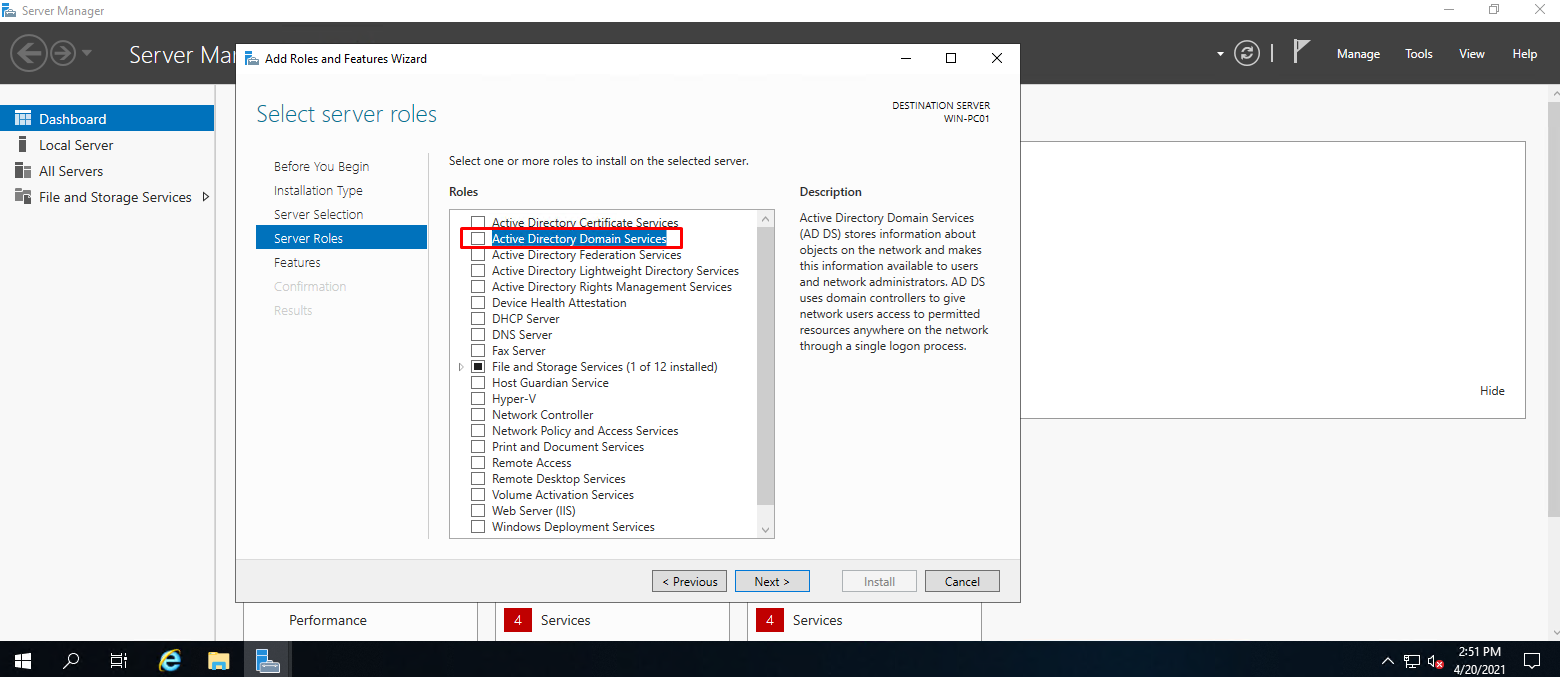 Server Manager
Server Mar
Manage
Tools
View
Help
Dashboard
Local Server
All Servers
File and Storage Services
Add Roles and Features Wizard
Select server roles
DESTINATION SERVER
WIN-PC01
Before You Begin
Installation Type
Server Selection
Server Roles
Features
Confirmation
Results
Select one or more roles to install on the selected server.
Roles
Active Directory Certificate Services
Active Directory Domain Services
Active Directory Federation Services
Active Directory Lightweight Directory Services
Active Directory Rights Management Services
Device Health Attestation
DHCP Server
DNS Server
Fax Server
File and Storage Services (1 of 12 installed)
Host Guardian Service
Hyper-V
Network Controller
Network Policy and Access Services
Print and Document Services
Remote Access
Remote Desktop Services
Volume Activation Services
Web Server (IIS)
Windows Deployment Services
Description
Active Directory Domain Services
(AD DS) stores information about
objects on the network and makes
this information available to users
and network administrators. AD DS
uses domain controllers to give
network users access to permitted
resources anywhere on the network
through a single logon process.
< Previous
Next >
Install
Cancel
Hide
Performance
4 Services
4 Services
2:51 PM
4/20/2021